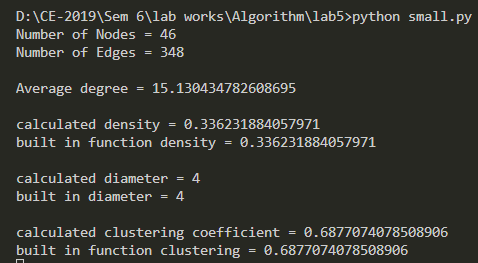 D:\CE-2019\Sem 6\lab works\Algorithm\lab5>python small.py
Number of Nodes = 46
Number of Edges = 348
Average degree = 15.130434782608695
calculated density = 0.336231884057971
built in function density = 0.336231884057971
calculated diameter = 4
built in diameter = 4
calculated clustering coefficient = 0.6877074078508906
built in function clustering = 0.6877074078508906